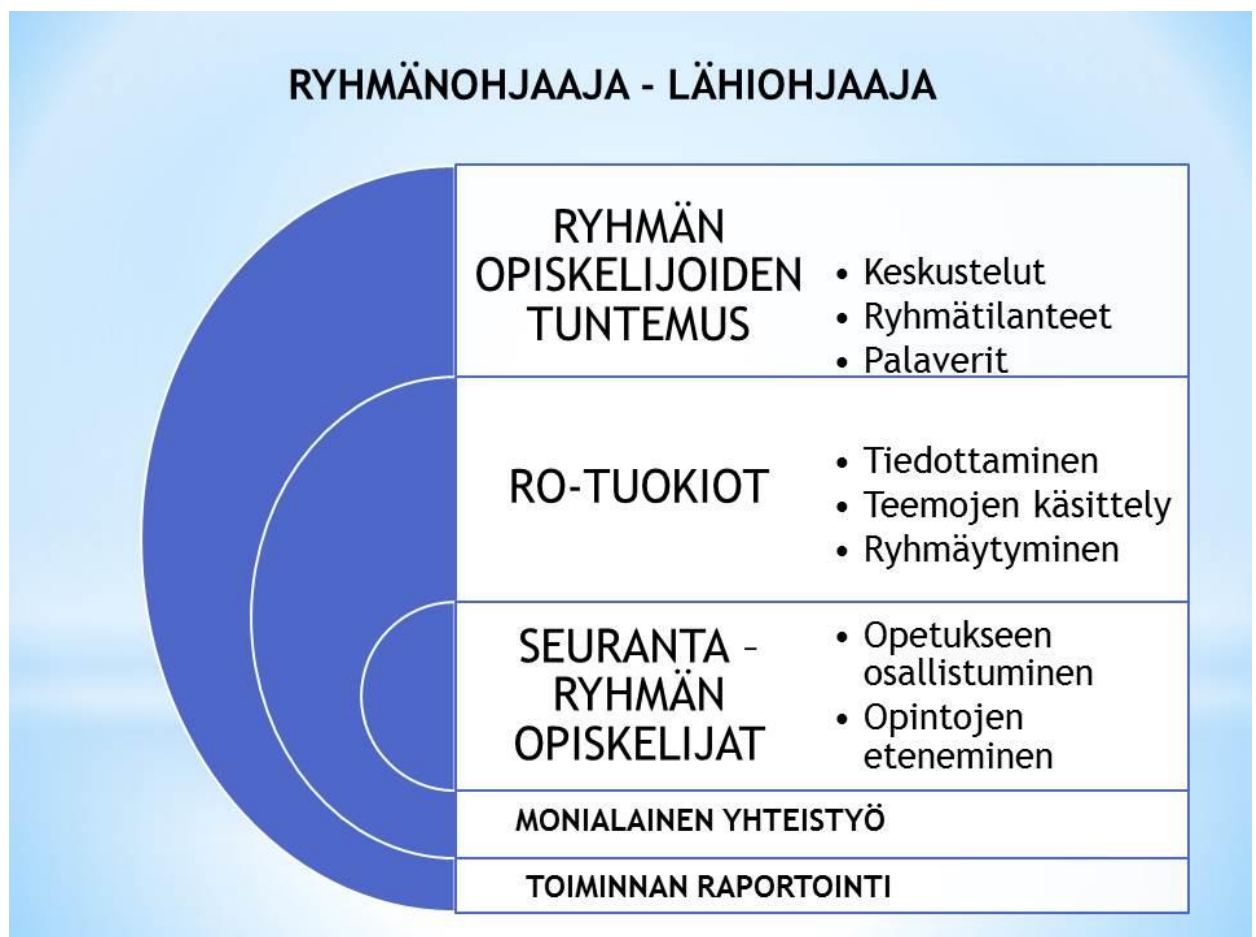 RYHMÄNOHJAAJA - LÄHIOHJAAJA
RYHMÄN
OPISKELIJOIDEN
TUNTEMUS
• Keskustelut
• Ryhmätilanteet
• Palaverit
RO-TUOKIOT
• Tiedottaminen
• Teemojen käsittely
• Ryhmäytyminen
SEURANTA –
RYHMÄN
OPISKELIJAT
• Opetukseen
osallistuminen
• Opintojen
eteneminen
MONIALAINEN YHTEISTYÖ
TOIMINNAN RAPORTOINTI